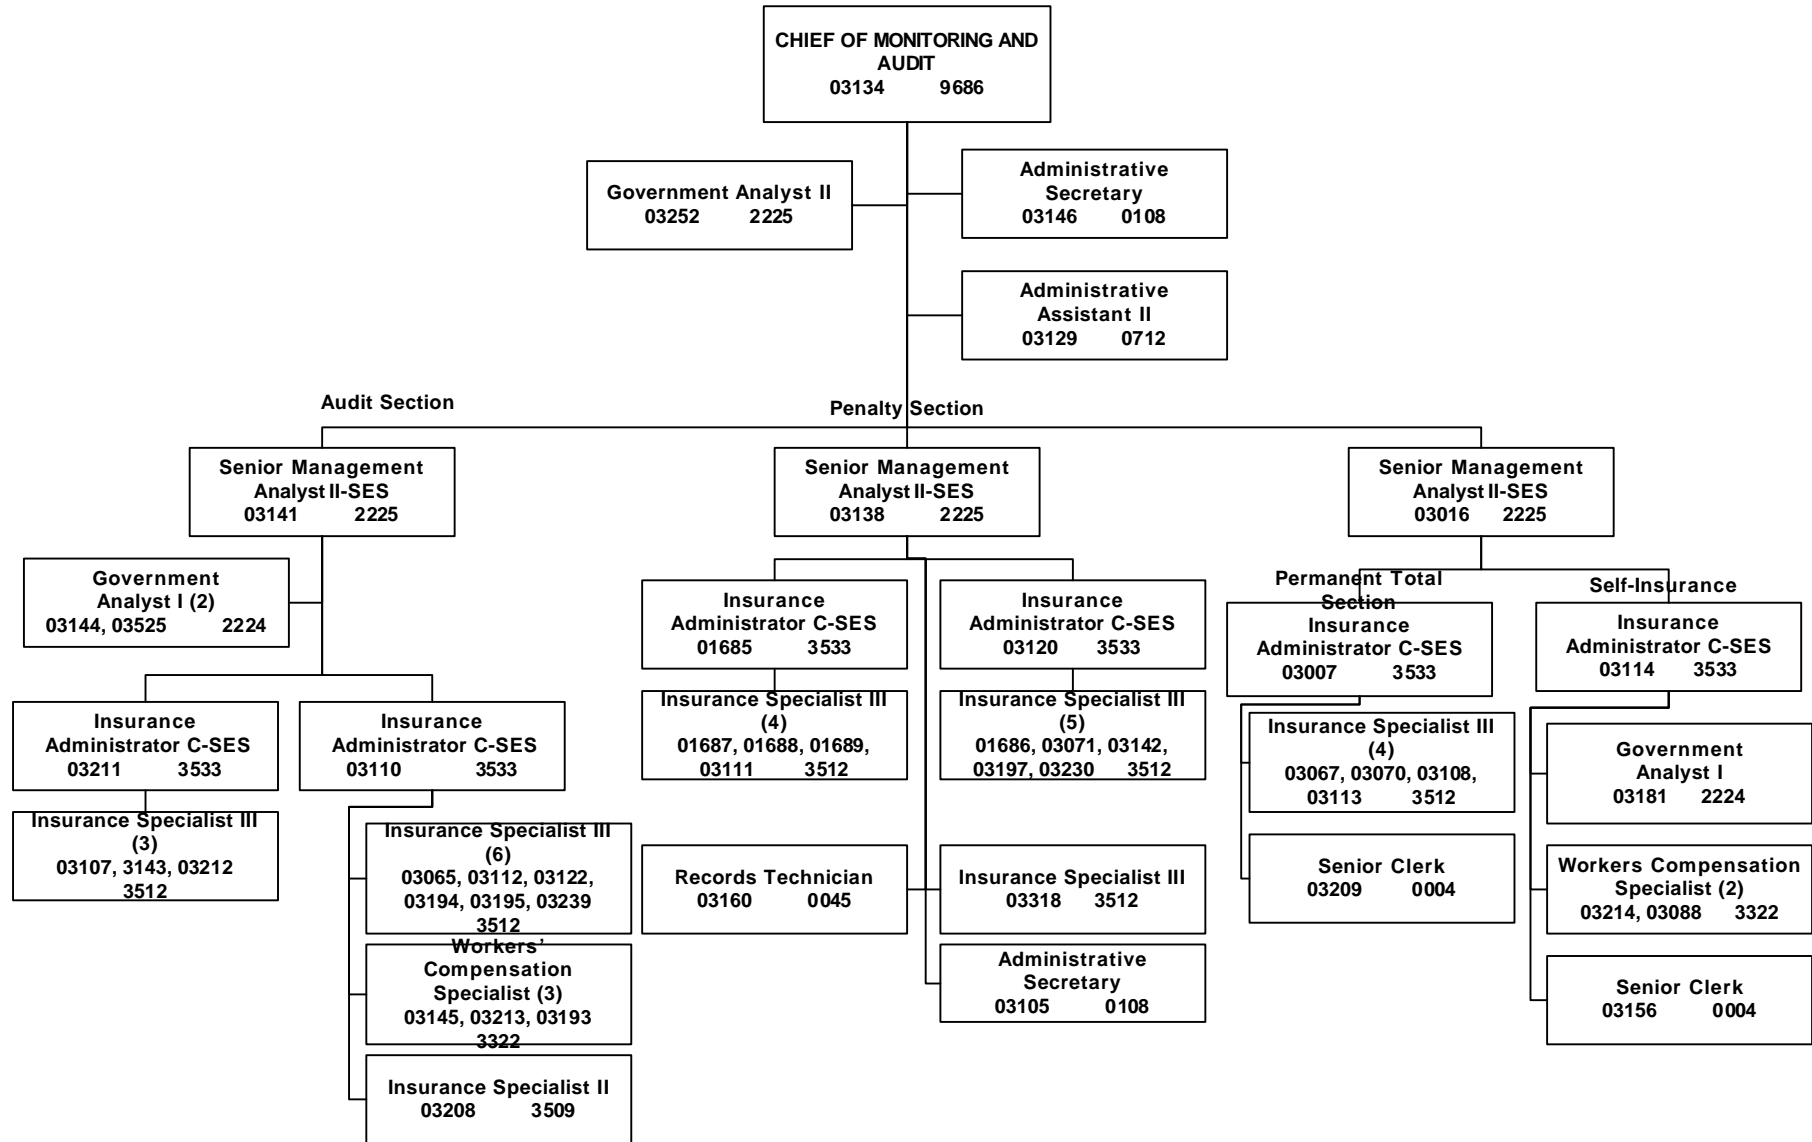 CHIEF OF MONITORING AND
AUDIT
03134 9686
Government Analyst II
03252 2225
Administrative
Secretary
03146 0108
Administrative
Assistant II
03129 0712
Audit Section
Penalty Section
Senior Management
Analyst II-SES
03141 2225
Senior Management
Analyst II-SES
03138 2225
Senior Management
Analyst II-SES
03016 2225
Government
Analyst I (2)
03144, 03525 2224
Insurance
Administrator C-SES
03211 3533
Insurance Specialist III
(3)
03107, 3143, 03212
3512
Insurance
Administrator C-SES
03110 3533
Insurance Specialist III
(6)
03065, 03112, 03122,
03194, 03195, 03239
3512
Workers'
Compensation
Specialist (3)
03145, 03213, 03193
3322
Insurance Specialist II
03208 3509
Insurance
Administrator C-SES
01685 3533
Insurance Specialist III
(4)
01687, 01688, 01689,
03111 3512
Insurance
Administrator C-SES
03120 3533
Insurance Specialist III
(5)
01686, 03071, 03142,
03197, 03230 3512
Records Technician
03160 0045
Insurance Specialist III
03318 3512
Administrative
Secretary
03105 0108
Permanent Total
Section
Insurance
Administrator C-SES
03007 3533
Insurance Specialist III
(4)
03067, 03070, 03108,
03113 3512
Senior Clerk
03209 0004
Self-Insurance
Insurance
Administrator C-SES
03114 3533
Government
Analyst I
03181 2224
Workers Compensation
Specialist (2)
03214, 03088 3322
Senior Clerk
03156 0004